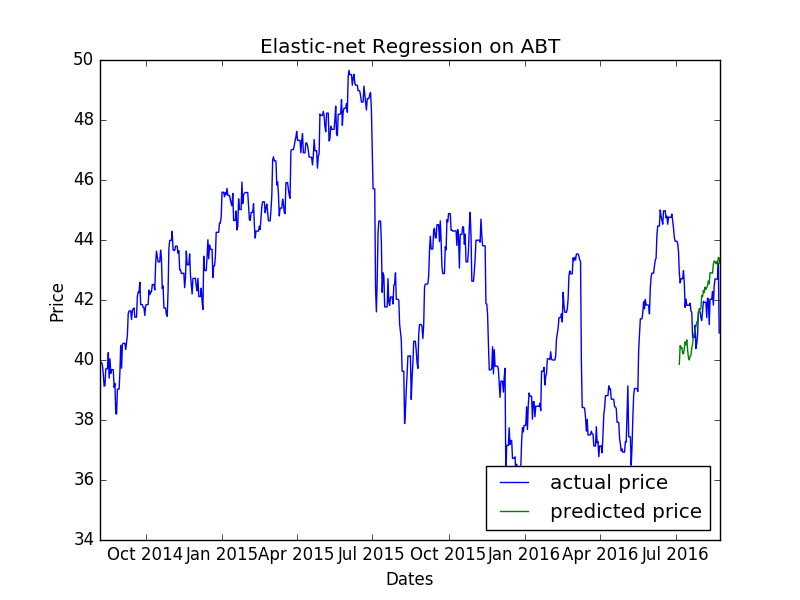 Elastic-net Regression on ABT
50
48
46
44
42
40
38
36
34
Price
actual price
predicted price
Oct 2014 Jan 2015 Apr 2015 Jul 2015 Oct 2015 Jan 2016 Apr 2016 Jul 2016
Dates